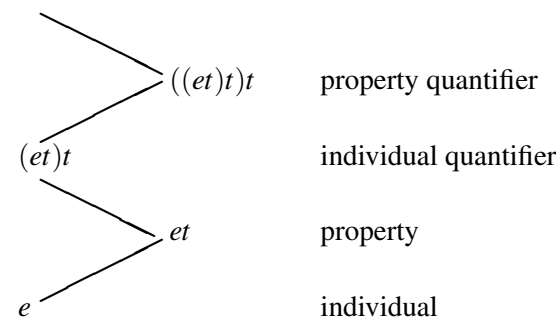 ((et)t)t property quantifier
(et)t individual quantifier
et property
e individual